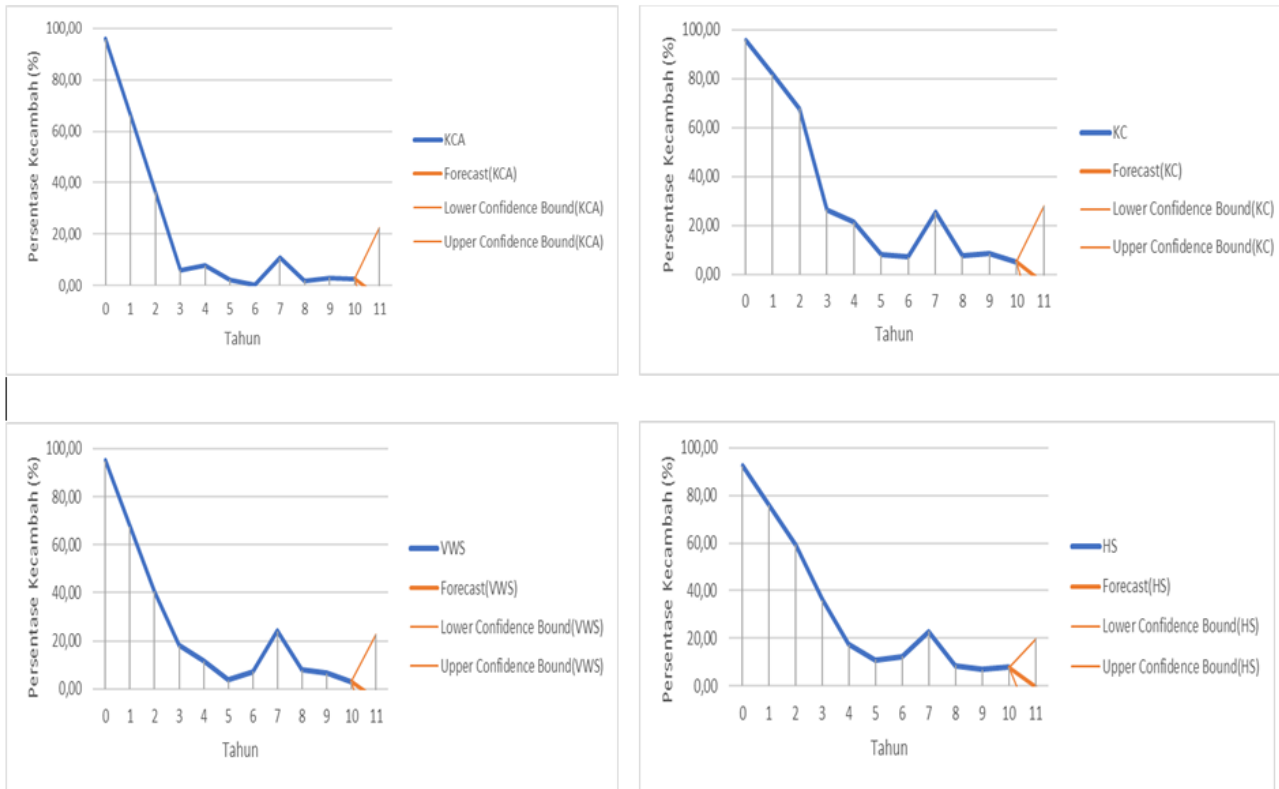 Persentase Kecambah (%)
100,00
80,00
60,00
40,00
20,00
0,00
0 1 2 3 4 5 6 7 8 9 10 11
Tahun
KCA
Forecast(KCA)
Lower Confidence Bound(KCA)
Upper Confidence Bound(KCA)
Persentase Kecambah (%)
100,00
80,00
60,00
40,00
20,00
0,00
0 1 2 3 4 5 6 7 8 9 10 11
Tahun
KC
Forecast(KC)
Lower Confidence Bound(KC)
Upper Confidence Bound(KC)
Persentase Kecambah (%)
100,00
80,00
60,00
40,00
20,00
0,00
0 1 2 3 4 5 6 7 8 9 10 11
Tahun
VWS
Forecast(VWS)
Lower Confidence Bound(VWS)
Upper Confidence Bound(VWS)
Persentase Kecambah (%)
100,00
80,00
60,00
40,00
20,00
0,00
0 1 2 3 4 5 6 7 8 9 10 11
Tahun
HS
Forecast(HS)
Lower Confidence Bound(HS)
Upper Confidence Bound(HS)